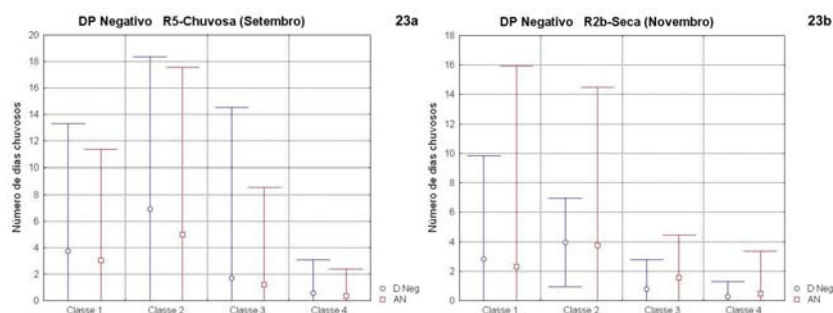 DP Negativo R5-Chuvosa (Setembro)
23a
Número de dias chuvosos
20
18
16
14
12
10
8
6
4
2
0
Classe 1 Classe 2 Classe 3 Classe 4
D Neg
AN
DP Negativo R2b-Seca (Novembro)
23b
Número de dias chuvosos
18
16
14
12
10
8
6
4
2
0
Classe 1 Classe 2 Classe 3 Classe 4
D Neg
AN